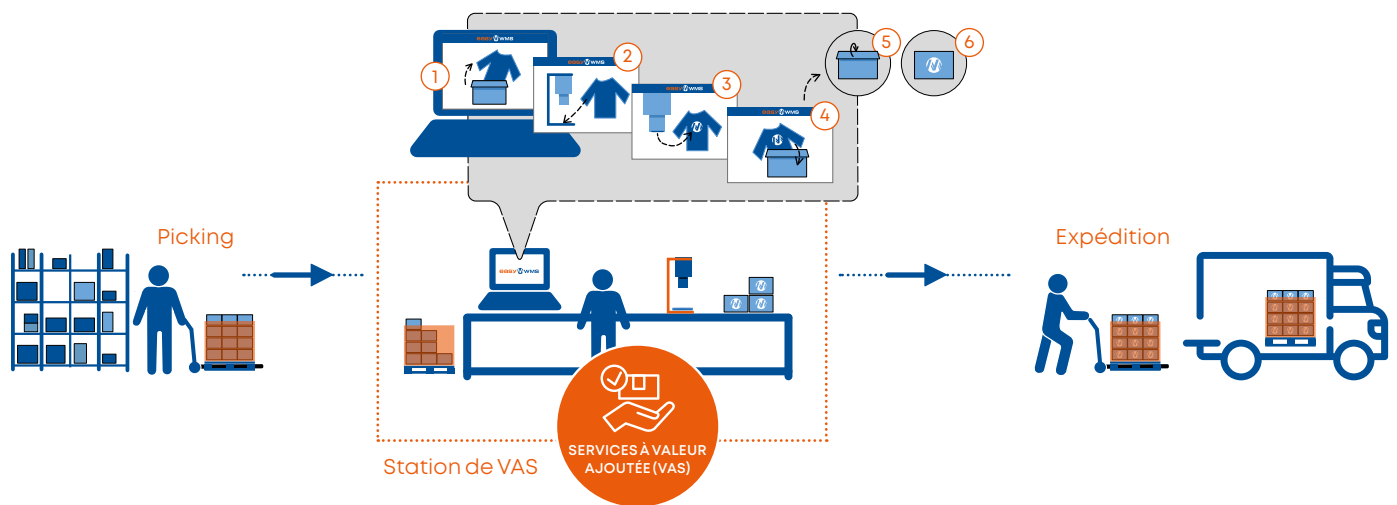 easy WMS
1
easy WMS
2
easy WMS
3
easy WMS
4
5
6
Picking
Expédition
easy WMS
Station de VAS
SERVICES À VALEUR
AJOUTÉE (VAS)